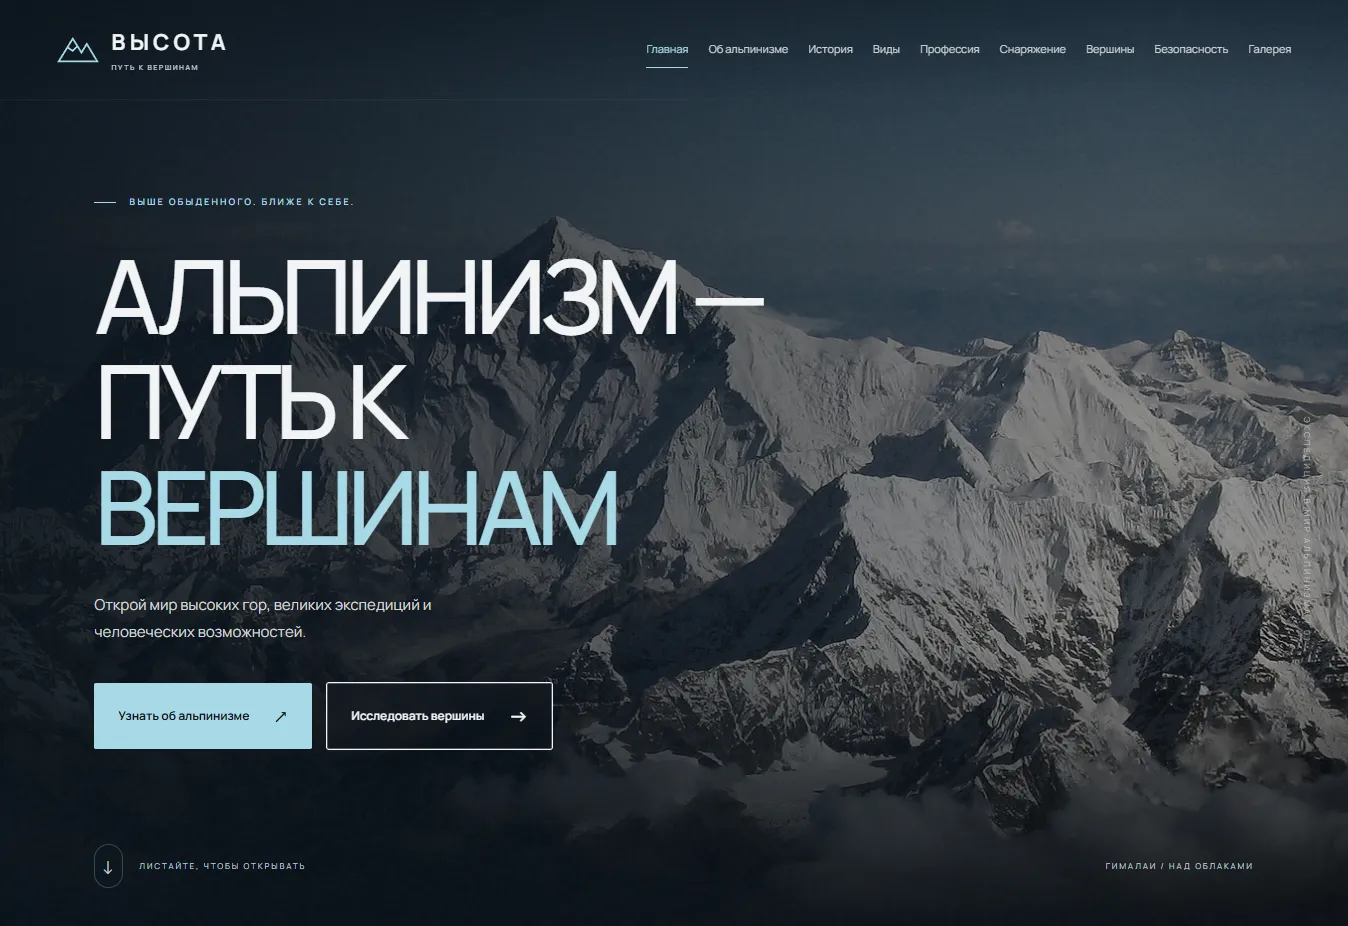 ВЫСОТА
ПУТЬ К ВЕРШИНАМ
Главная Об альпинизме История Виды Профессия Снаряжение Вершины Безопасность Галерея
ВЫШЕ ОБЫДЕННОГО. БЛИЖЕ К СЕБЕ.
АЛЬПИНИЗМ —
ПУТЬ К
ВЕРШИНАМ
Открой мир высоких гор, великих экспедиций и
человеческих возможностей.
Узнать об альпинизме ↗
Исследовать вершины →
ЛИСТАЙТЕ, ЧТОБЫ ОТКРЫВАТЬ
ГИМАЛАИ / НАД ОБЛАКАМИ